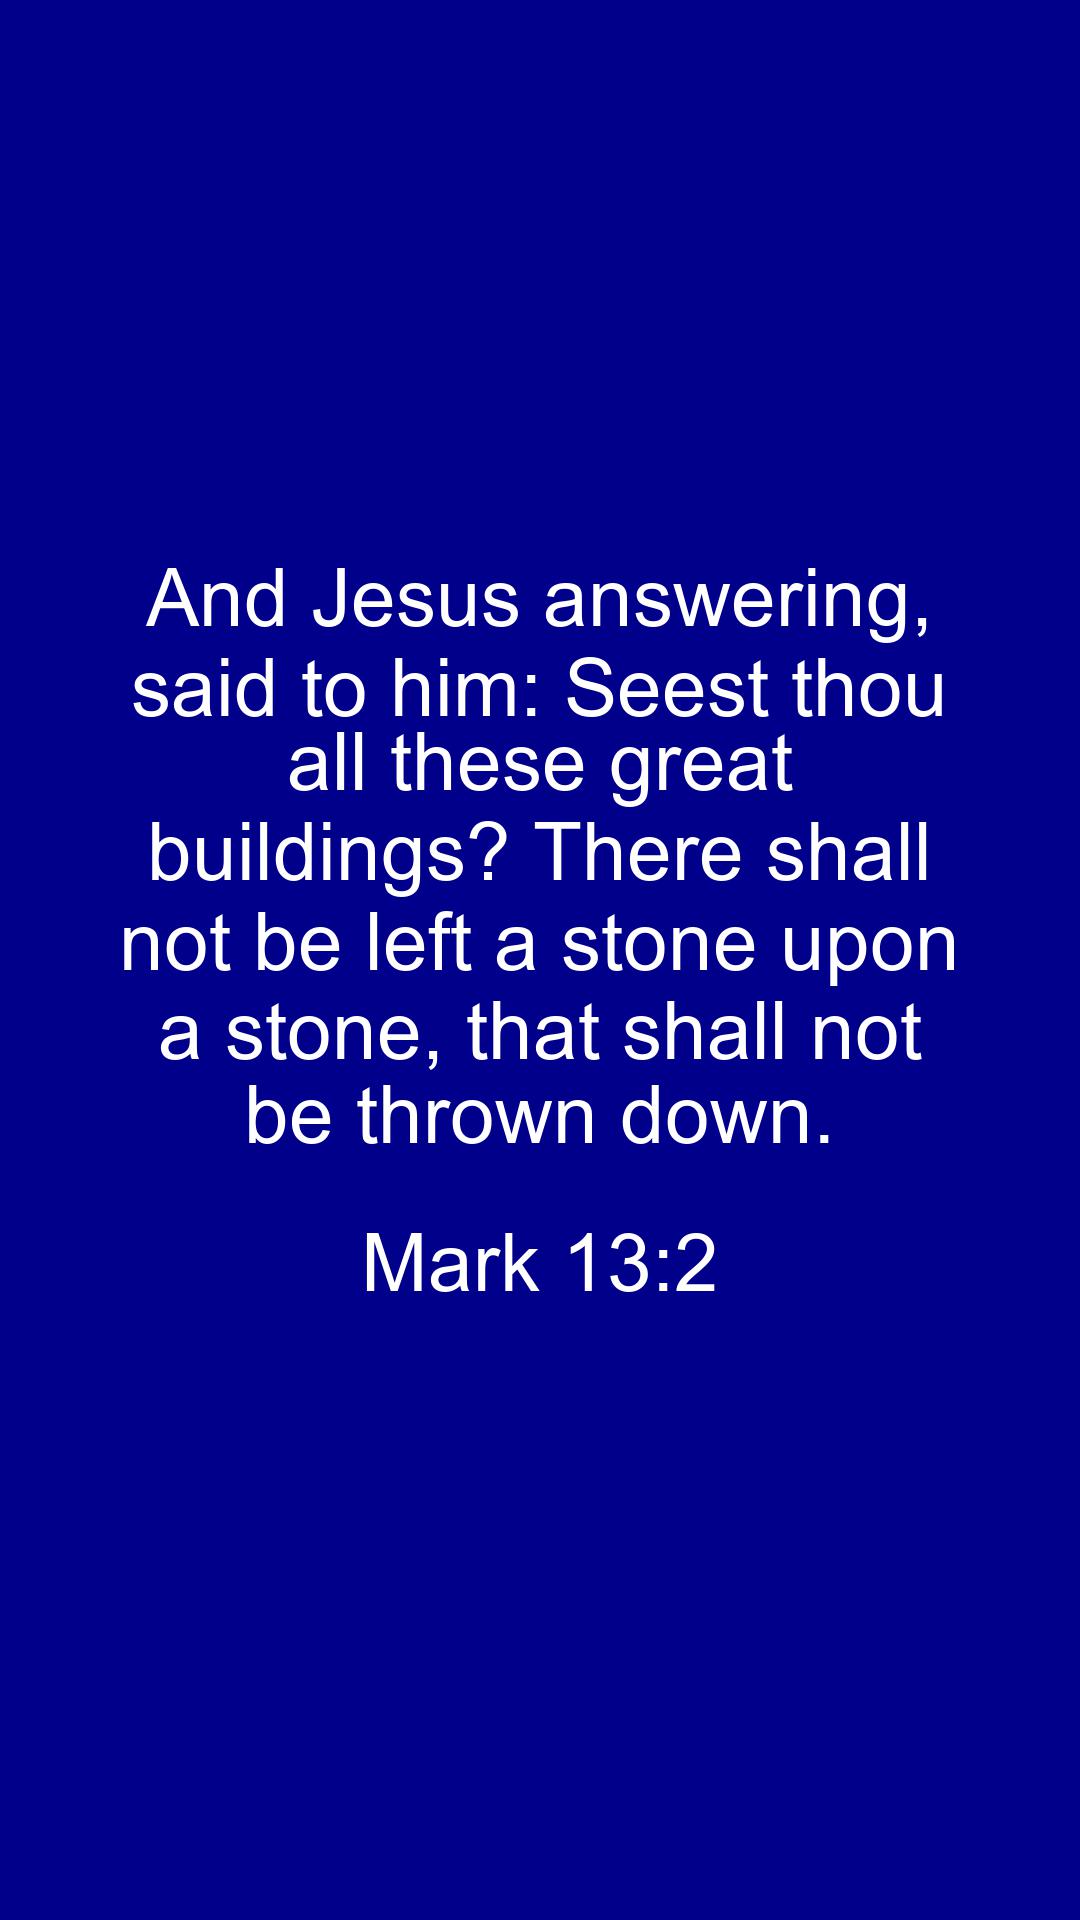 And Jesus answering,
said to him: Seest thou
all these great
buildings? There shall
not be left a stone upon
a stone, that shall not
be thrown down.
Mark 13:2